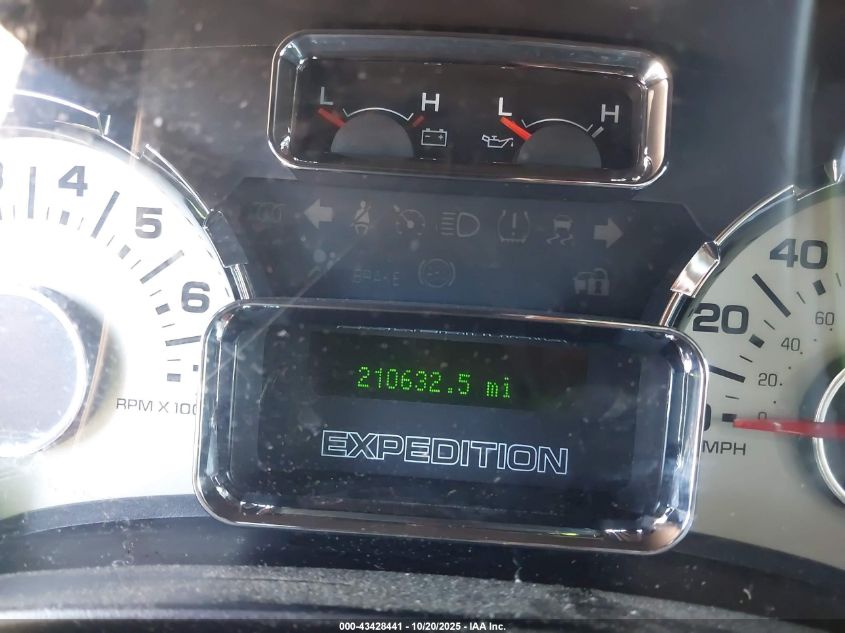 L H L H
4
5
6
RPM X 100
BRAKE
40
60
20
40
20
0
MPH
210632.5 mi
EXPEDITION
000-43428441 - 10/20/2025 - IAA Inc.